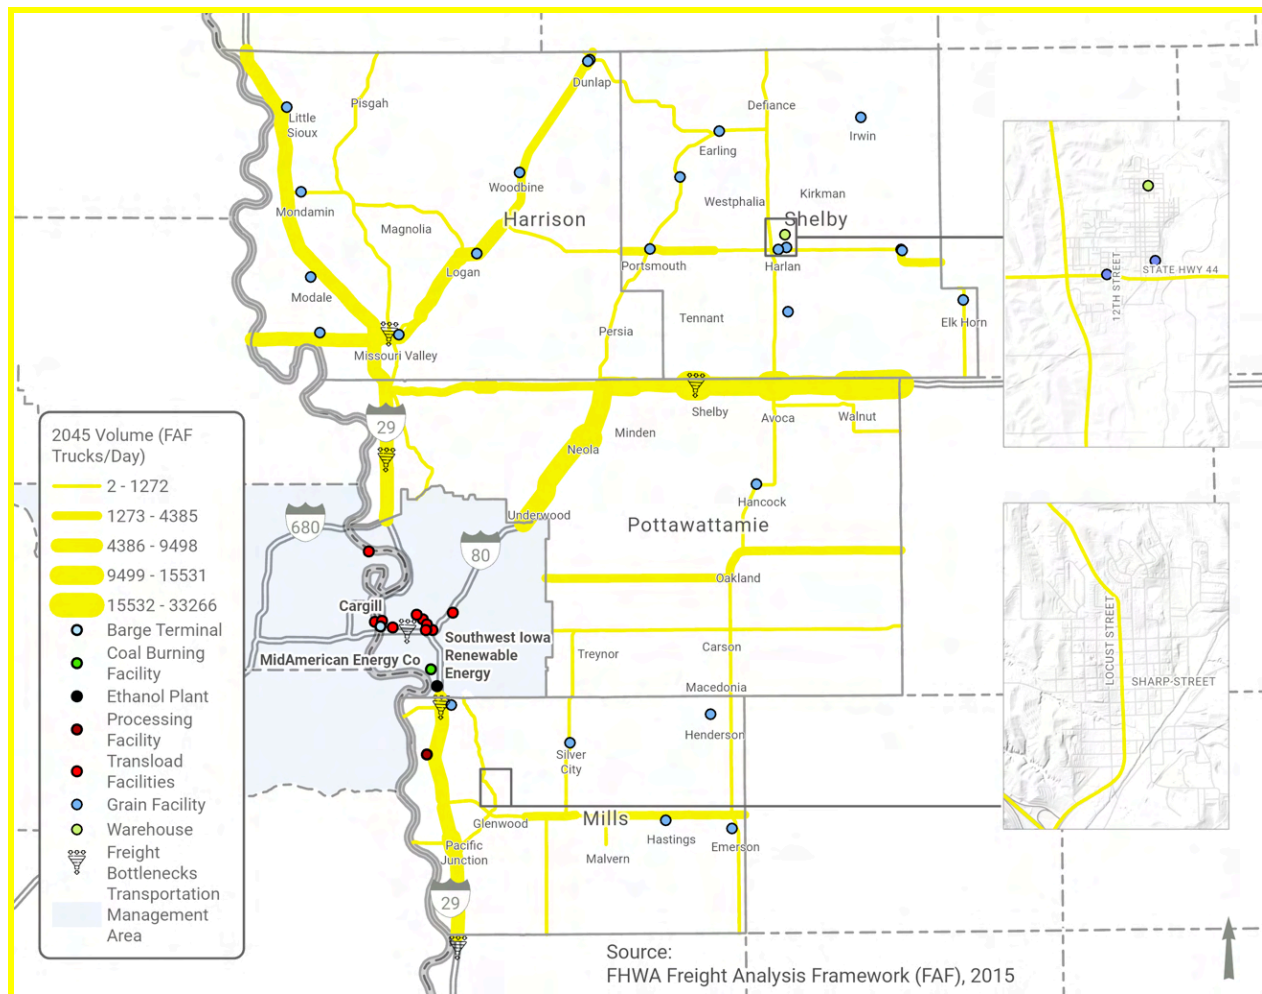 Pisgah
Little
Sioux
Dunlap
Defiance
Irwin
Earling
Mondamin
Woodbine
Kirkman
Westphalia
Magnolia
Harrison
Shelby
Logan
Portsmouth
Harlan
Modale
Persia
Tennant
Elk Horn
Missouri Valley
Shelby
Avoca
Walnut
29
Minden
Neola
Hancock
Underwood
Pottawattamie
680
80
Oakland
Cargill
Southwest Iowa
Renewable
Energy
MidAmerican Energy Co
Treynor
Carson
Macedonia
Henderson
Silver
City
Glenwood
Mills
Hastings
Emerson
Pacific
Junction
Malvern
29
12TH STREET
STATE HWY 44
LOCUST STREET
SHARP-STREET
2045 Volume (FAF
Trucks/Day)
2 - 1272
1273 - 4385
4386 - 9498
9499 - 15531
15532 - 33266
Barge Terminal
Coal Burning
Facility
Ethanol Plant
Processing
Facility
Transload
Facilities
Grain Facility
Warehouse
Freight
Bottlenecks
Transportation
Management
Area
Source:
FHWA Freight Analysis Framework (FAF), 2015